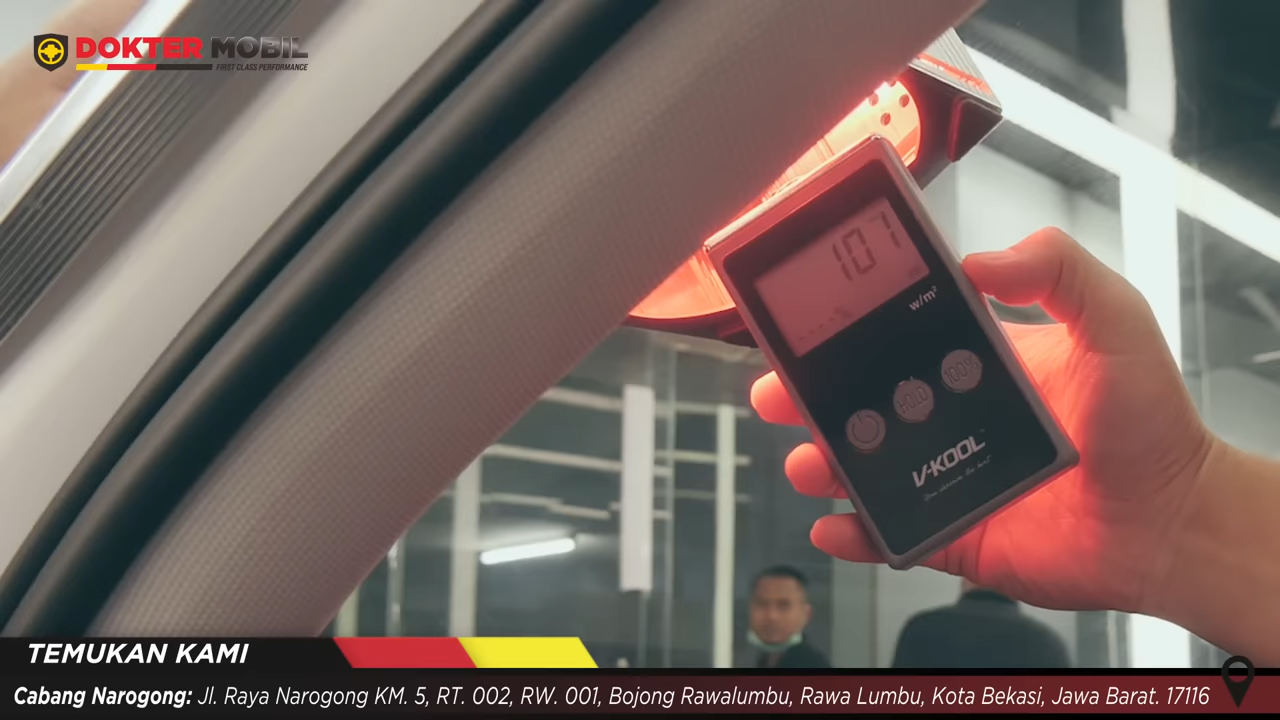 DOKTER MOBIL
FIRST CLASS PERFORMANCE
107
w/m²
HOLD
100%
V-KOOL
TEMUKAN KAMI
Cabang Narogong: Jl. Raya Narogong KM. 5, RT. 002, RW. 001, Bojong Rawalumbu, Rawa Lumbu, Kota Bekasi, Jawa Barat. 17116